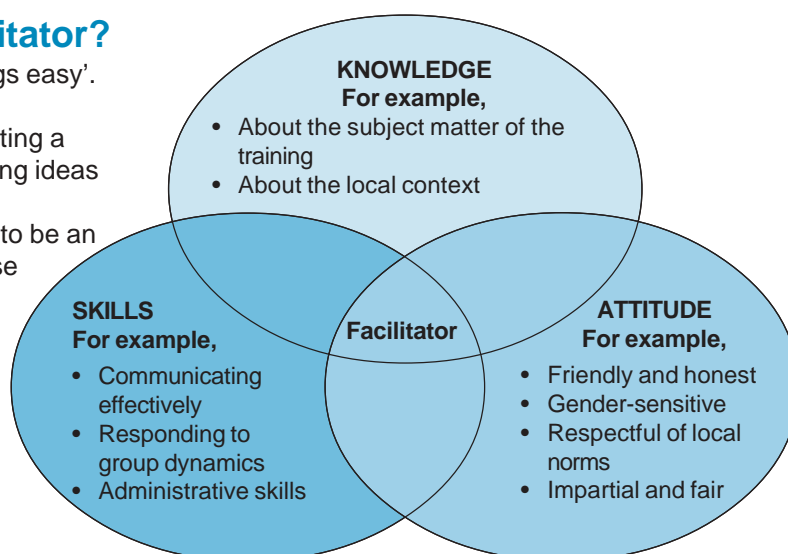 itator?
gs easy’.
ting a
ng ideas
to be an
se
KNOWLEDGE
For example,
• About the subject matter of the
training
• About the local context
SKILLS
For example,
• Communicating
effectively
• Responding to
group dynamics
• Administrative skills
Facilitator
ATTITUDE
For example,
• Friendly and honest
• Gender-sensitive
• Respectful of local
norms
• Impartial and fair